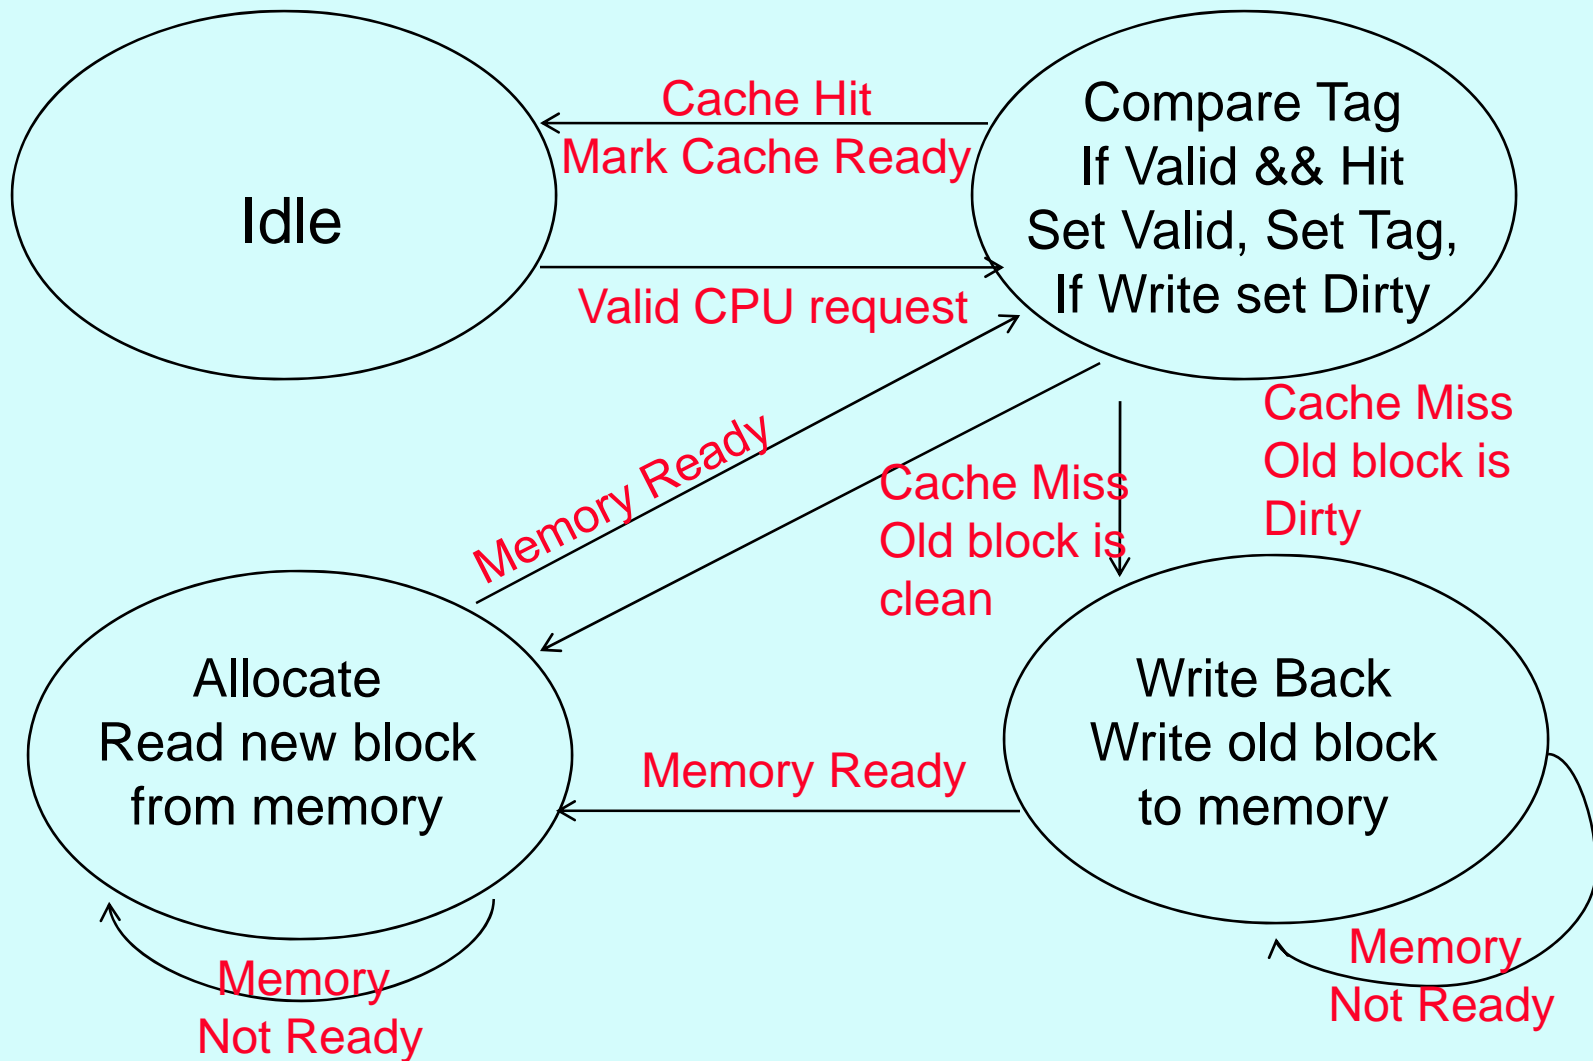 Idle
Cache Hit
Mark Cache Ready
Valid CPU request
Compare Tag
If Valid && Hit
Set Valid, Set Tag,
If Write set Dirty
Memory Ready
Cache Miss
Old block is
clean
Cache Miss
Old block is
Dirty
Allocate
Read new block
from memory
Memory Ready
Write Back
Write old block
to memory
Memory
Not Ready
Memory
Not Ready